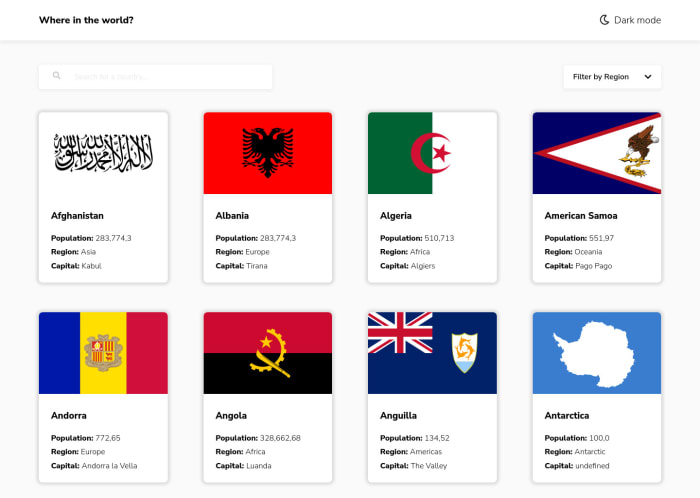 Where in the world?
Dark mode
Search for a country...
Filter by Region
لا إله إلا الله محمد رسول الله
Afghanistan
Population: 283,774,3
Region: Asia
Capital: Kabul
Albania
Population: 283,774,3
Region: Europe
Capital: Tirana
Algeria
Population: 510,713
Region: Africa
Capital: Algiers
American Samoa
Population: 551,97
Region: Oceania
Capital: Pago Pago
Andorra
Population: 772,65
Region: Europe
Capital: Andorra la Vella
Angola
Population: 328,662,68
Region: Africa
Capital: Luanda
Anguilla
Population: 134,52
Region: Americas
Capital: The Valley
Antarctica
Population: 100,0
Region: Antarctic
Capital: undefined